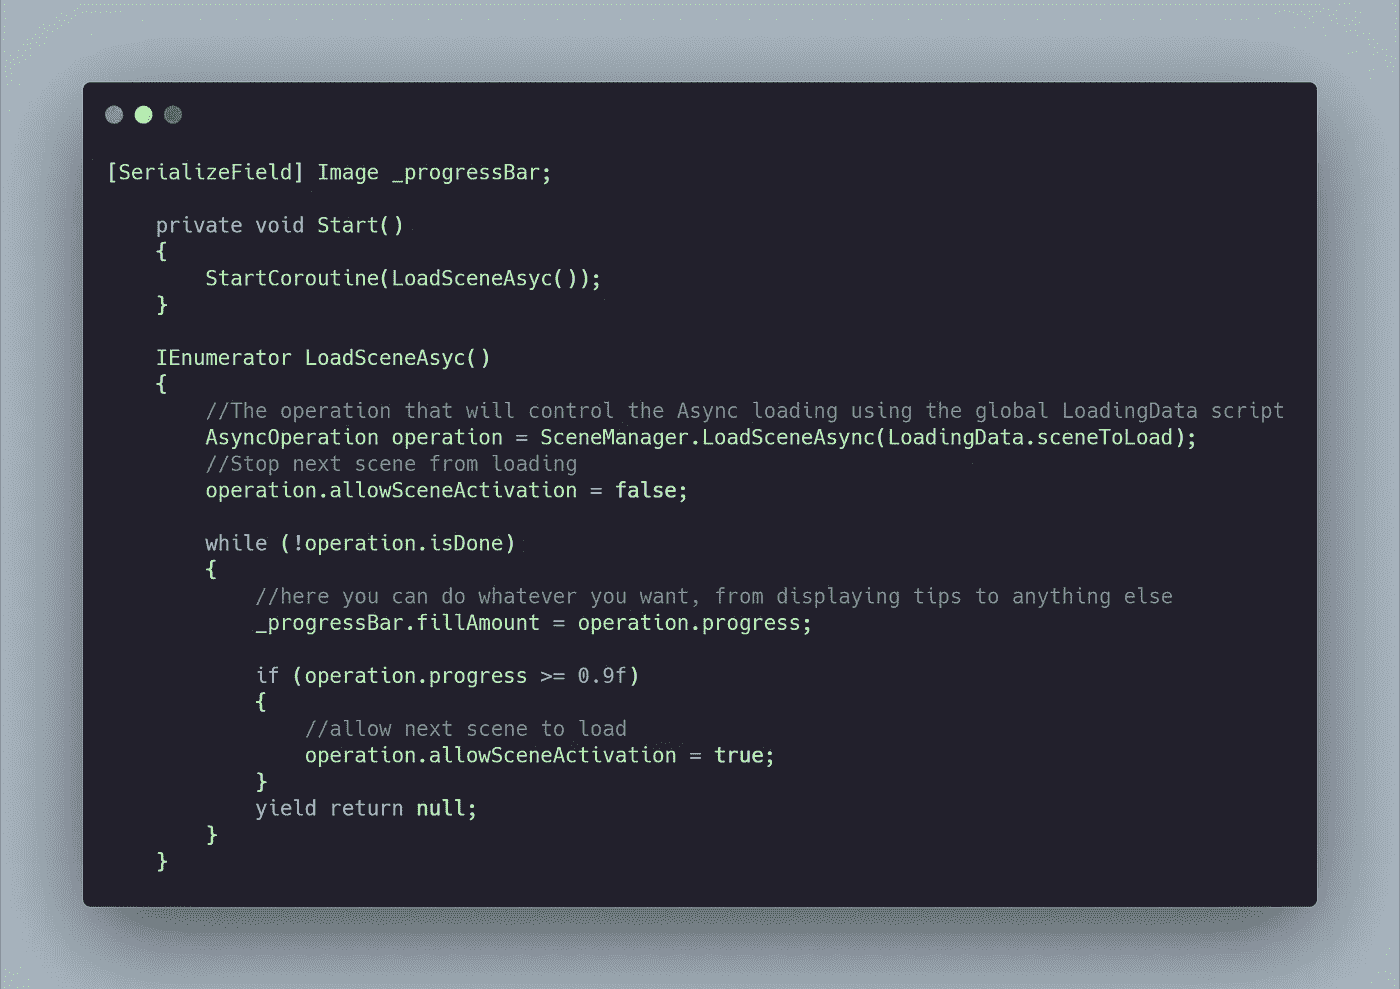 [SerializeField] Image _progressBar;
private void Start()
{
StartCoroutine(LoadSceneAsyc());
}
IEnumerator LoadSceneAsyc()
{
//The operation that will control the Async loading using the global LoadingData script
AsyncOperation operation = SceneManager.LoadSceneAsync(LoadingData.sceneToLoad);
//Stop next scene from loading
operation.allowSceneActivation = false;
while (!operation.isDone)
{
//here you can do whatever you want, from displaying tips to anything else
_progressBar.fillAmount = operation.progress;
if (operation.progress >= 0.9f)
{
//allow next scene to load
operation.allowSceneActivation = true;
}
yield return null;
}
}